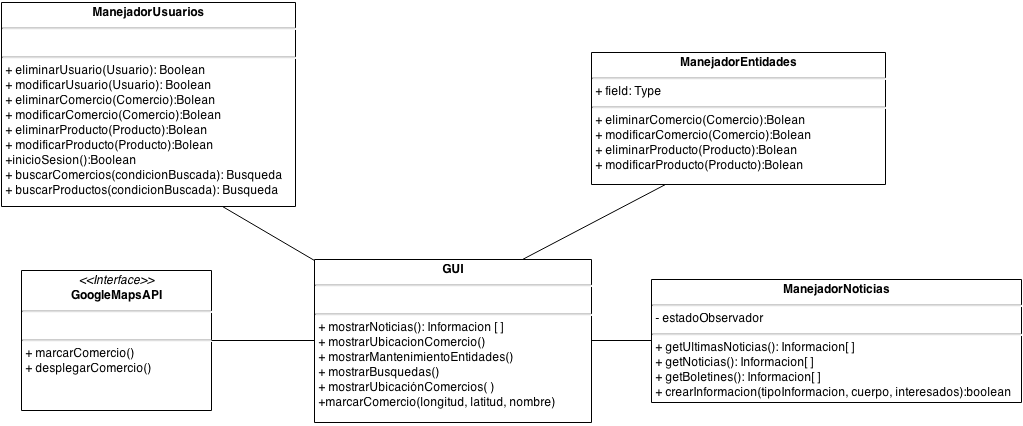 ManejadorUsuarios
+ eliminarUsuario(Usuario): Boolean
+ modificarUsuario(Usuario): Boolean
+ eliminarComercio(Comercio):Bolean
+ modificarComercio(Comercio):Bolean
+ eliminarProducto(Producto):Bolean
+ modificarProducto(Producto):Bolean
+inicioSesion():Boolean
+ buscarComercios(condicionBuscada): Busqueda
+ buscarProductos(condicionBuscada): Busqueda
ManejadorEntidades
+ field: Type
+ eliminarComercio(Comercio):Bolean
+ modificarComercio(Comercio):Bolean
+ eliminarProducto(Producto):Bolean
+ modificarProducto(Producto):Bolean
<<Interface>>
GoogleMapsAPI
+ marcarComercio()
+ desplegarComercio()
GUI
+ mostrarNoticias(): Informacion [ ]
+ mostrarUbicacionComercio()
+ mostrarMantenimientoEntidades()
+ mostrarBusquedas()
+ mostrarUbicaciónComercios( )
+marcarComercio(longitud, latitud, nombre)
ManejadorNoticias
- estadoObservador
+ getUltimasNoticias(): Informacion[ ]
+ getNoticias(): Informacion[ ]
+ getBoletines(): Informacion[ ]
+ crearInformacion(tipoInformacion, cuerpo, interesados):boolean